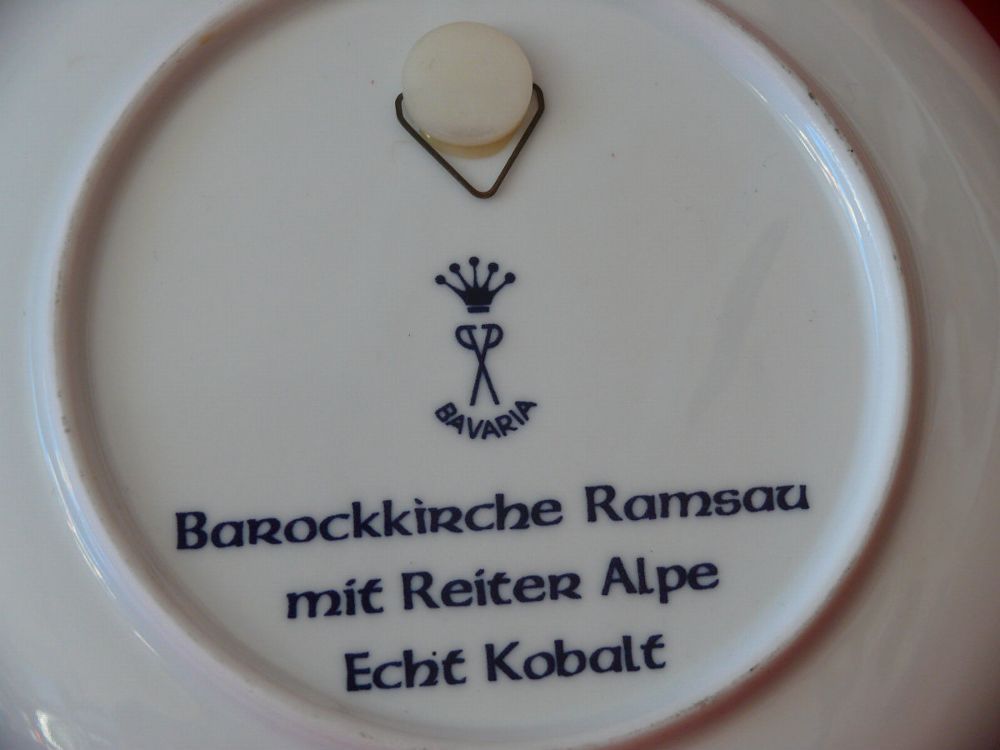 BAVARIA
Barockkirche Ramsau
mit Reiter Alpe
Echt Kobalt